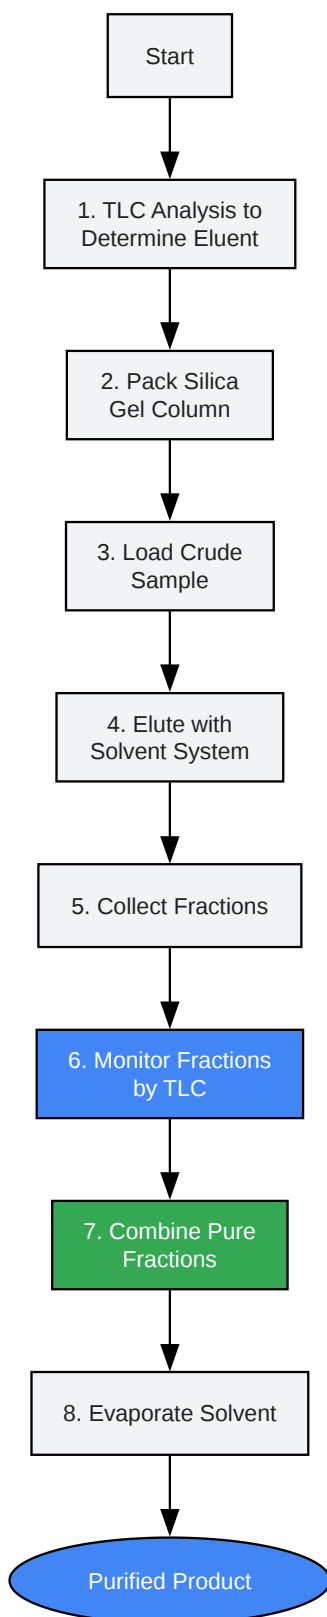 Start
1. TLC Analysis to
Determine Eluent
2. Pack Silica
Gel Column
3. Load Crude
Sample
4. Elute with
Solvent System
5. Collect Fractions
6. Monitor Fractions
by TLC
7. Combine Pure
Fractions
8. Evaporate Solvent
Purified Product